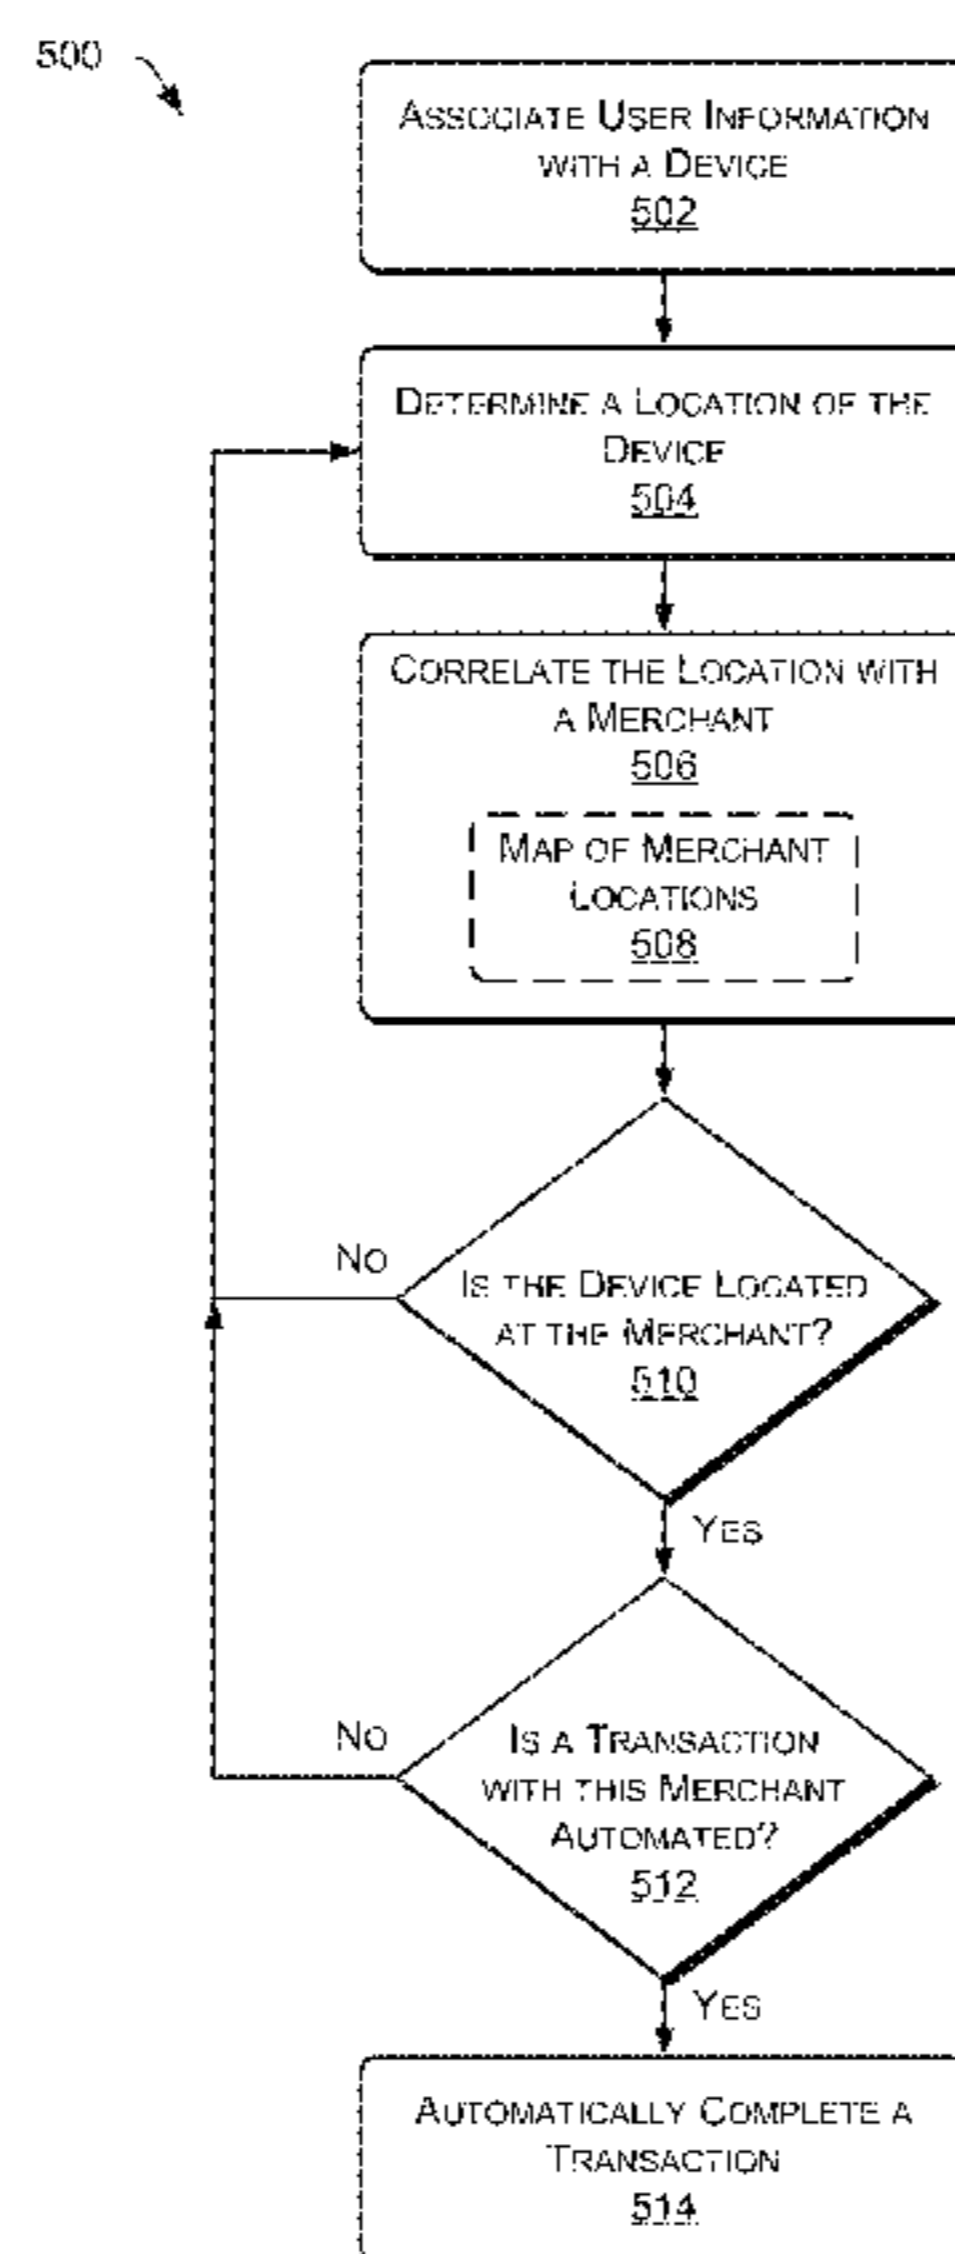 500
ASSOCIATE USER INFORMATION
WITH A DEVICE
502
DETERMINE A LOCATION OF THE
DEVICE
504
CORRELATE THE LOCATION WITH
A MERCHANT
506
MAP OF MERCHANT
LOCATIONS
508
NO
IS THE DEVICE LOCATED
AT THE MERCHANT?
510
YES
NO
IS A TRANSACTION
WITH THIS MERCHANT
AUTOMATED?
512
YES
AUTOMATICALLY COMPLETE A
TRANSACTION
514